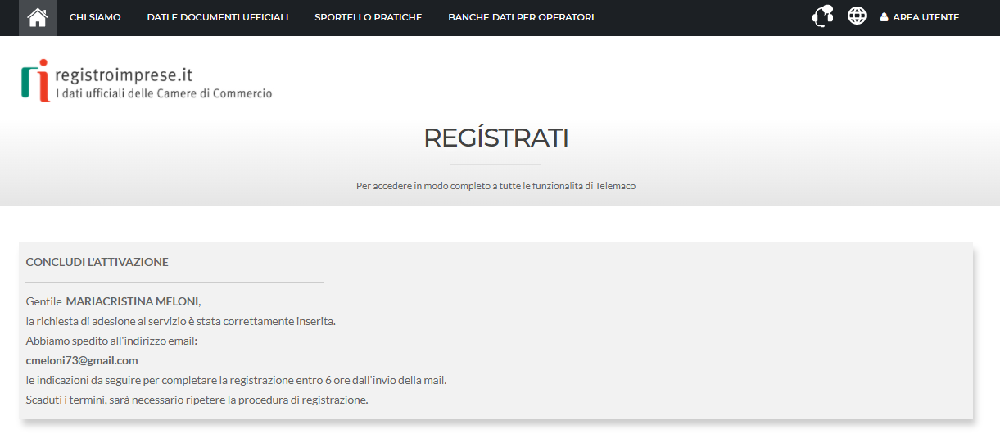 CHI SIAMO DATI E DOCUMENTI UFFICIALI SPORTELLO PRATICHE BANCHE DATI PER OPERATORI AREA UTENTE
ri registroimprese.it
I dati ufficiali delle Camere di Commercio
REGÍSTRATI
Per accedere in modo completo a tutte le funzionalità di Telemaco
CONCLUDI L'ATTIVAZIONE
Gentile MARIACRISTINA MELONI,
la richiesta di adesione al servizio è stata correttamente inserita.
Abbiamo spedito all'indirizzo email:
cmeloni73@gmail.com
le indicazioni da seguire per completare la registrazione entro 6 ore dall'invio della mail.
Scaduti i termini, sarà necessario ripetere la procedura di registrazione.